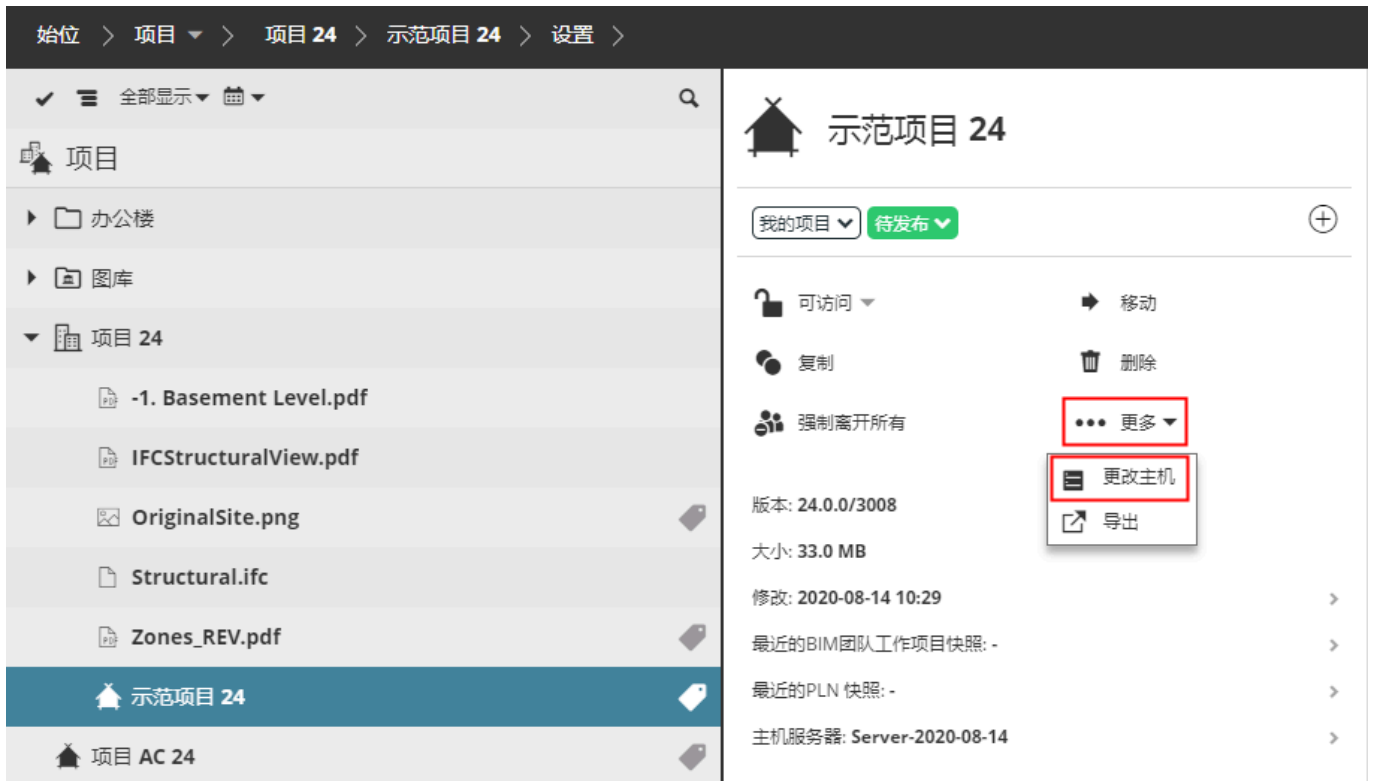 始位 > 项目 > 项目 24 > 示范项目 24 > 设置 >
全部显示
项目
办公楼
图库
项目 24
-1. Basement Level.pdf
IFCStructuralView.pdf
OriginalSite.png
Structural.ifc
Zones_REV.pdf
示范项目 24
项目 AC 24
示范项目 24
我的项目 待发布
可访问 移动
复制 删除
强制离开所有 更多
更改主机
导出
版本: 24.0.0/3008
大小: 33.0 MB
修改: 2020-08-14 10:29
最近的BIM团队工作项目快照: -
最近的PLN 快照: -
主机服务器: Server-2020-08-14